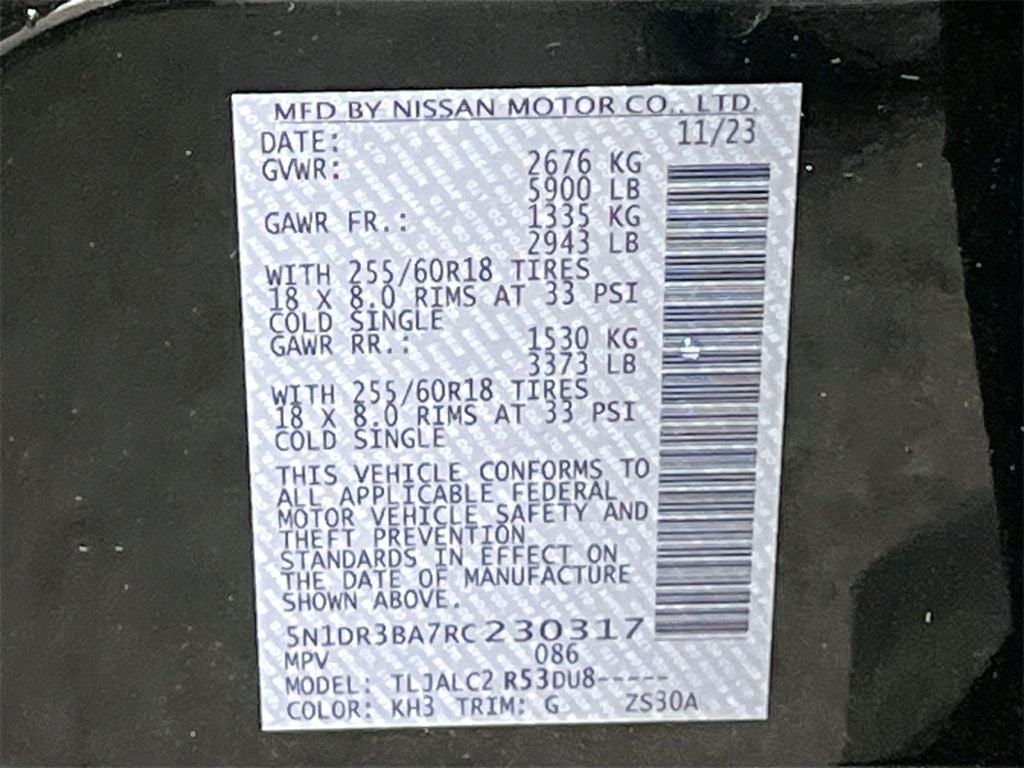 MFD BY NISSAN MOTOR CO., LTD.
DATE: 11/23
GVWR: 2676 KG
5900 LB
GAWR FR.: 1335 KG
2943 LB
WITH 255/60R18 TIRES
18 X 8.0 RIMS AT 33 PSI
COLD SINGLE
GAWR RR.: 1530 KG
3373 LB
WITH 255/60R18 TIRES
18 X 8.0 RIMS AT 33 PSI
COLD SINGLE
THIS VEHICLE CONFORMS TO
ALL APPLICABLE FEDERAL
MOTOR VEHICLE SAFETY AND
THEFT PREVENTION
STANDARDS IN EFFECT ON
THE DATE OF MANUFACTURE
SHOWN ABOVE.
5N1DR3BA7RC230317
MPV 086
MODEL: TLJALC2 R53DU8-----
COLOR: KH3 TRIM: G ZS30A